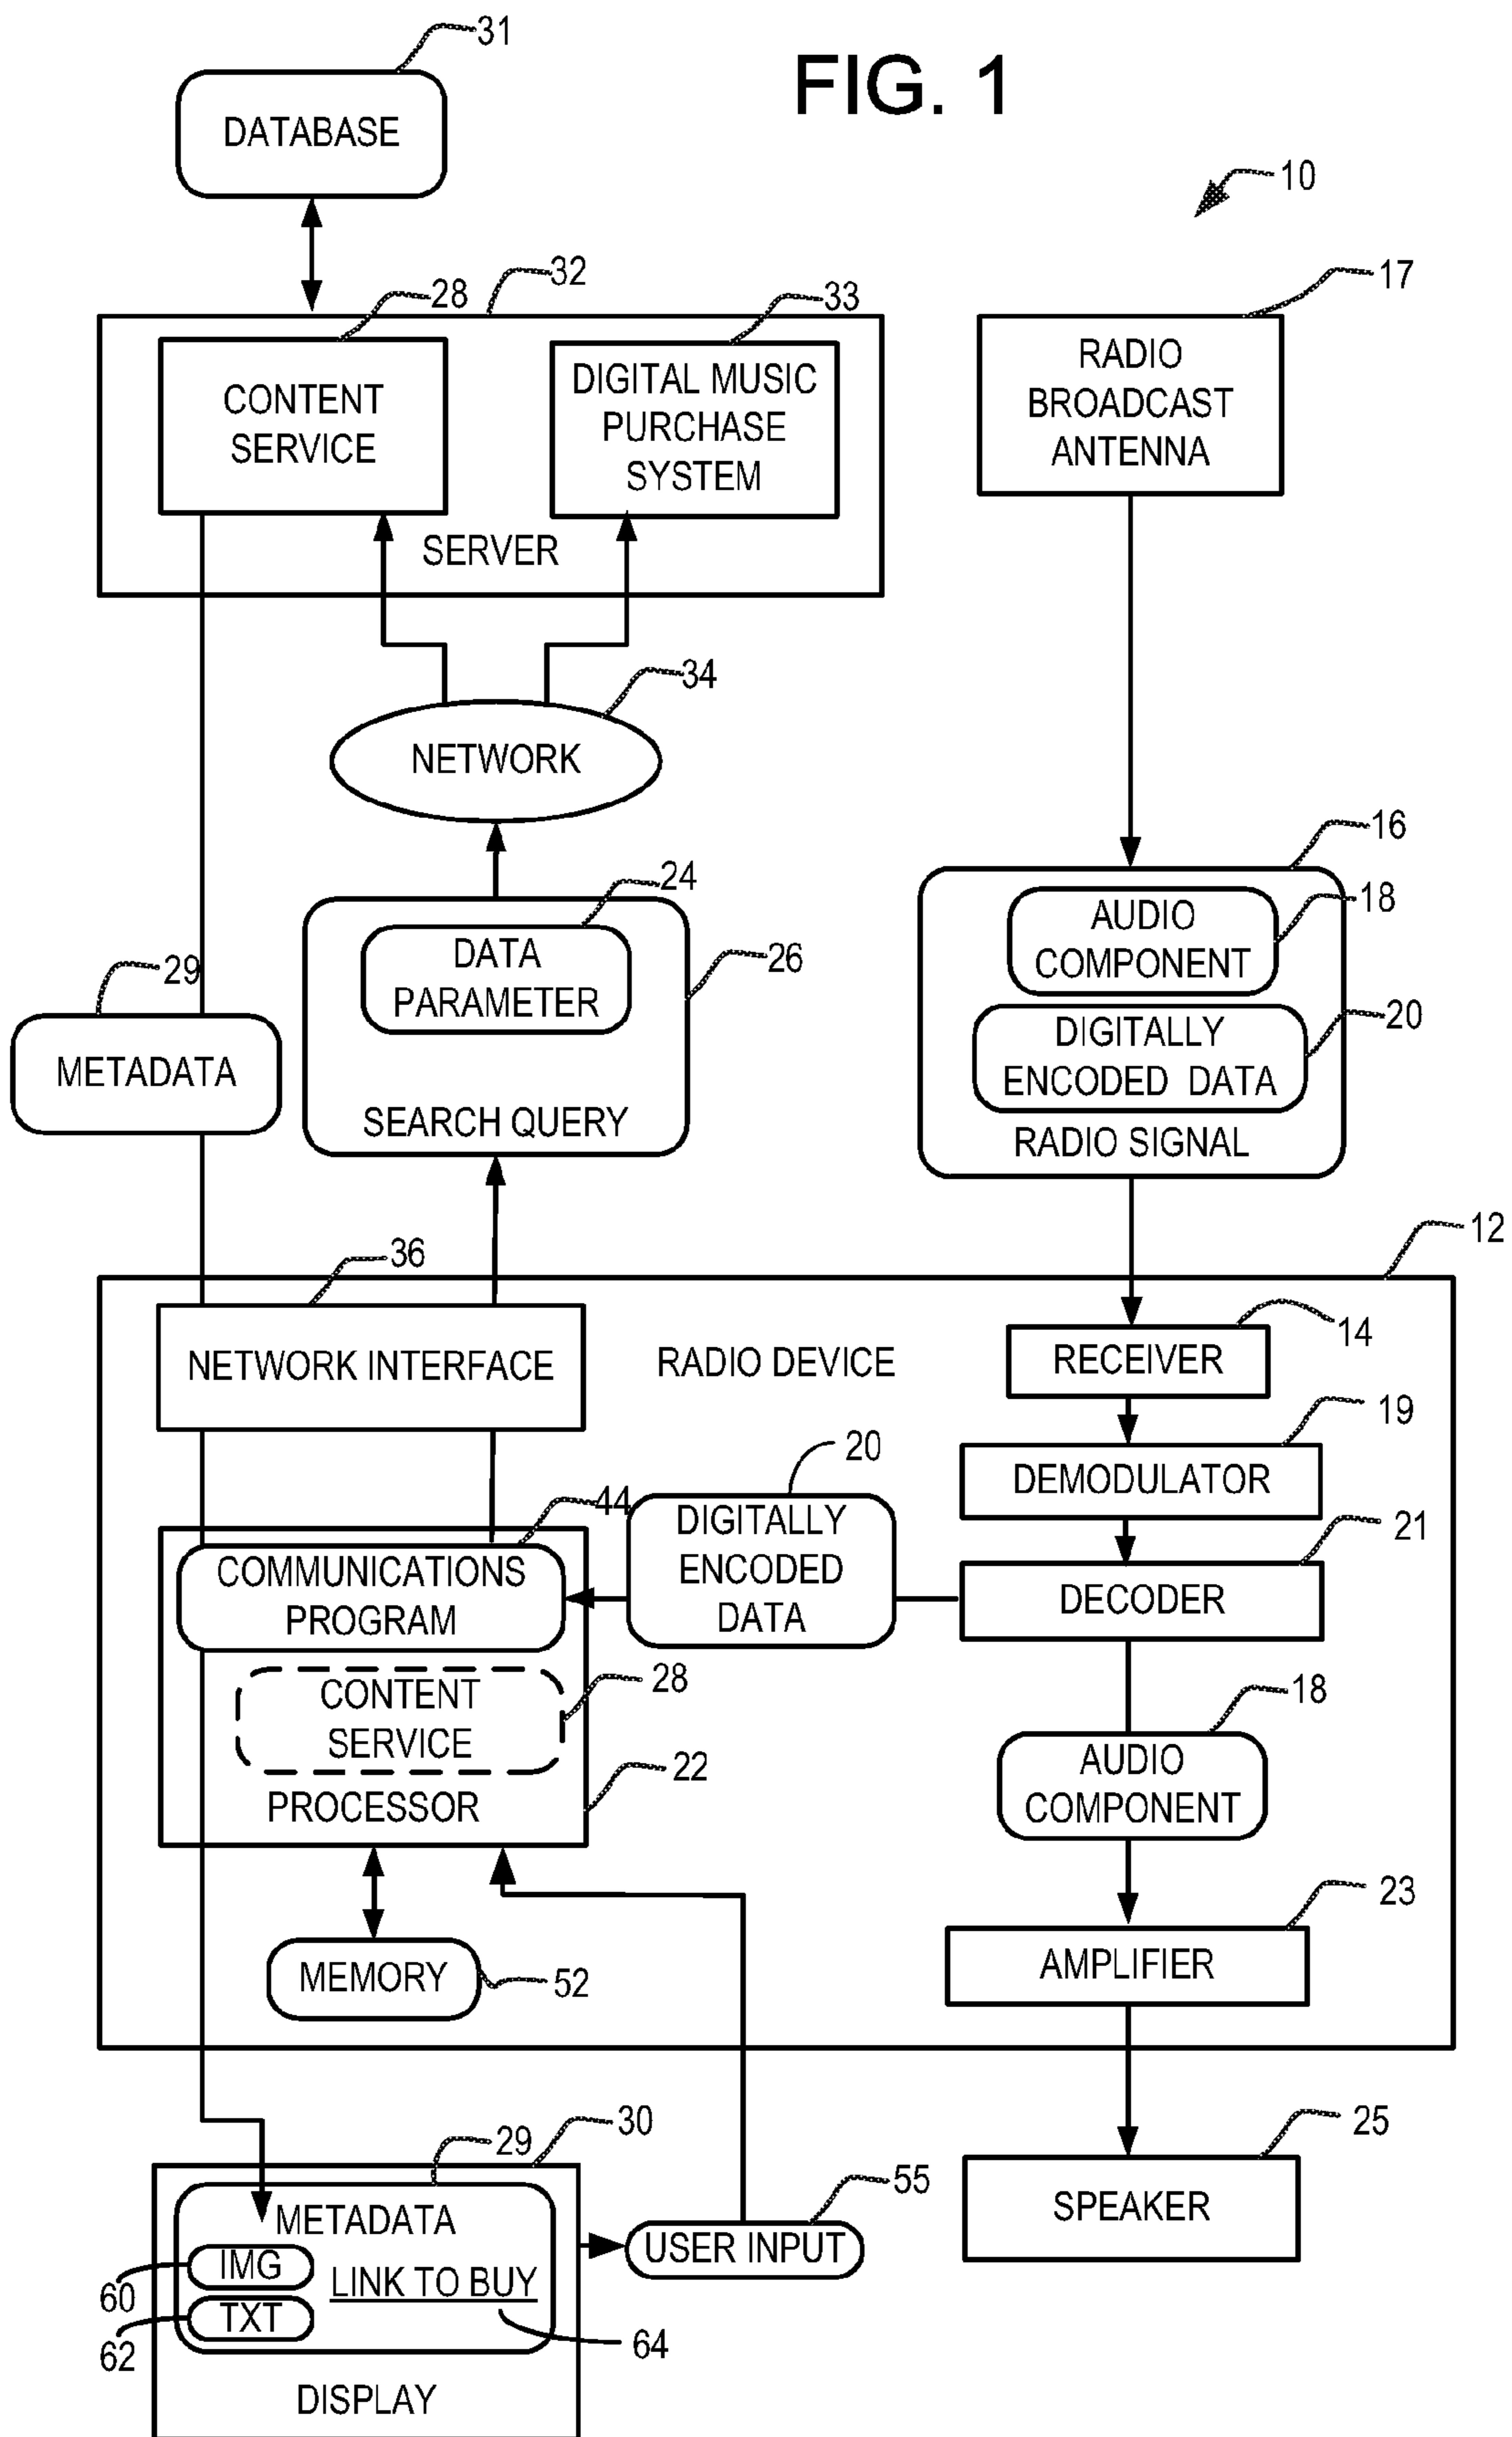 FIG. 1
31
DATABASE
10
32
28
33
17
CONTENT
SERVICE
DIGITAL MUSIC
PURCHASE
SYSTEM
SERVER
RADIO
BROADCAST
ANTENNA
34
NETWORK
16
24
DATA
PARAMETER
26
SEARCH QUERY
AUDIO
COMPONENT
18
DIGITALLY
ENCODED DATA
20
RADIO SIGNAL
29
METADATA
12
36
NETWORK INTERFACE
RADIO DEVICE
14
RECEIVER
19
DEMODULATOR
20
DIGITALLY
ENCODED
DATA
21
DECODER
44
COMMUNICATIONS
PROGRAM
CONTENT
SERVICE
28
PROCESSOR
22
18
AUDIO
COMPONENT
MEMORY
52
23
AMPLIFIER
30
29
METADATA
IMG
60
TXT
62
LINK TO BUY
64
DISPLAY
55
USER INPUT
25
SPEAKER